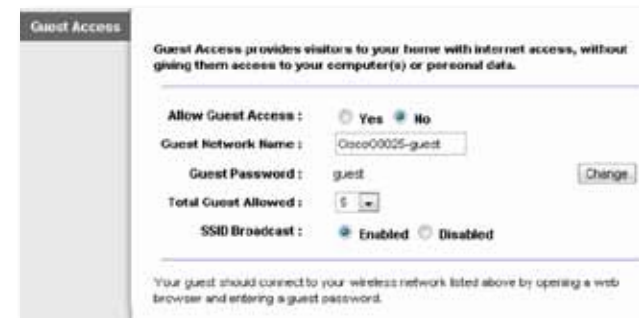 Guest Access
Guest Access provides visitors to your home with internet access, without
giving them access to your computer(s) or personal data.
Allow Guest Access : Yes No
Guest Network Name : Cisco00025-guest
Guest Password : guest Change
Total Guest Allowed : 5
SSID Broadcast : Enabled Disabled
Your guest should connect to your wireless network listed above by opening a web
browser and entering a guest password.